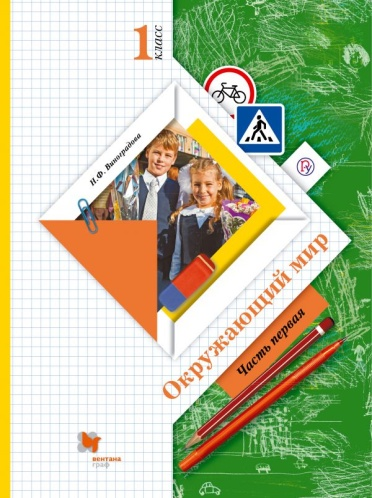 1 класс
Н.Ф. Виноградова
Окружающий мир
Часть первая
вентана
граф